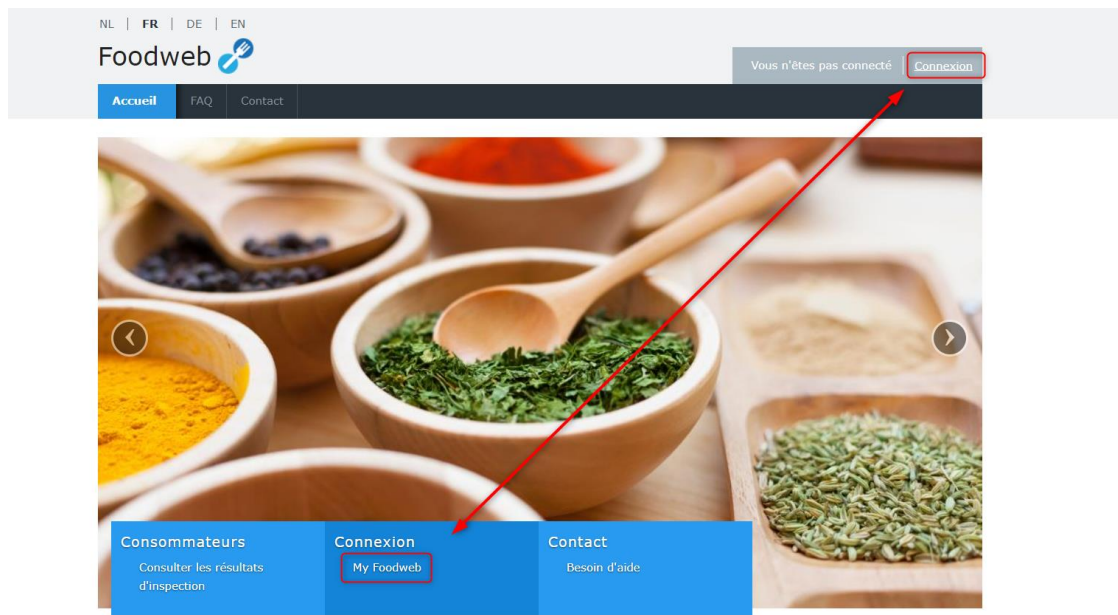 NL | FR | DE | EN
Foodweb
Vous n'êtes pas connecté | Connexion
Accueil FAQ Contact
Consommateurs
Consulter les résultats
d'inspection
Connexion
My Foodweb
Contact
Besoin d'aide